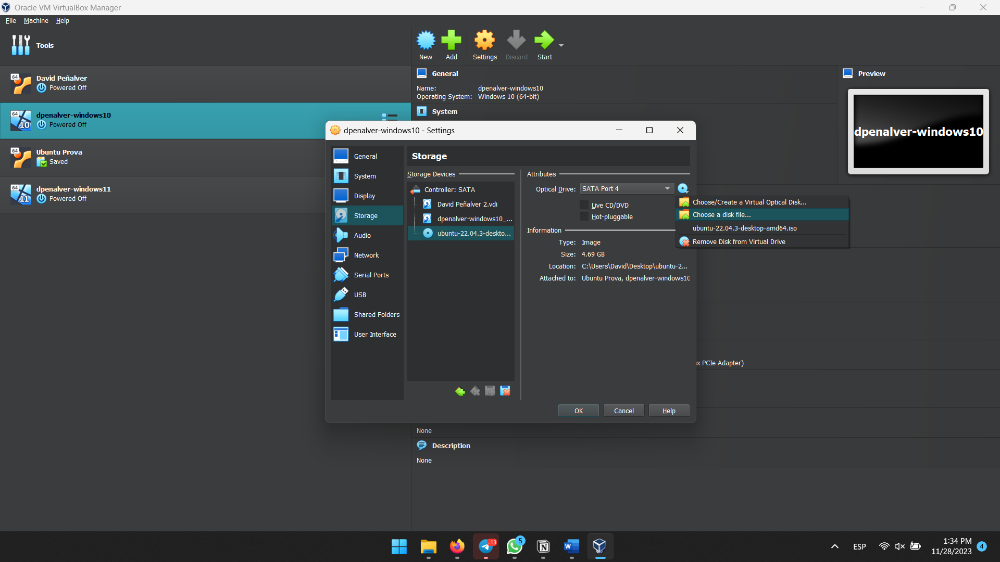 Oracle VM VirtualBox Manager
File Machine Help
Tools
New Add Settings Discard Start
64
David Peñalver
Powered Off
64
10
dpenalver-windows10
Powered Off
64
Ubuntu Prova
Saved
64
11
dpenalver-windows11
Powered Off
General
Name: dpenalver-windows10
Operating System: Windows 10 (64-bit)
System
Preview
dpenalver-windows10
dpenalver-windows10 - Settings
General
System
Display
Storage
Audio
Network
Serial Ports
USB
Shared Folders
User Interface
Storage
Storage Devices
Controller: SATA
David Peñalver 2.vdi
dpenalver-windows10_...
ubuntu-22.04.3-deskto...
Attributes
Optical Drive: SATA Port 4
Live CD/DVD
Hot-pluggable
Information
Type: Image
Size: 4.69 GB
Location: C:\Users\David\Desktop\ubuntu-2...
Attached to: Ubuntu Prova, dpenalver-windows10
Choose/Create a Virtual Optical Disk...
Choose a disk file...
ubuntu-22.04.3-desktop-amd64.iso
Remove Disk from Virtual Drive
OK Cancel Help
PCIe Adapter)
None
Description
None
..13
5
W
ESP
1:34 PM
11/28/2023
4